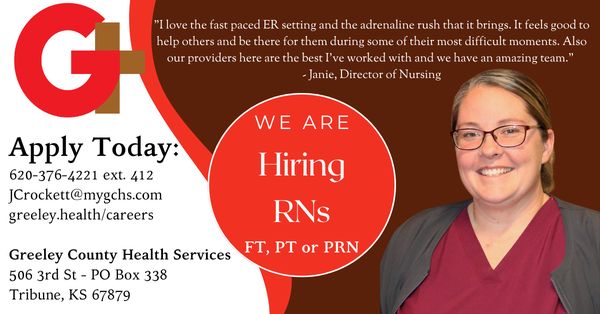 G
"I love the fast paced ER setting and the adrenaline rush that it brings. It feels good to
help others and be there for them during some of their most difficult moments. Also
our providers here are the best I've worked with and we have an amazing team."
- Janie, Director of Nursing
WE ARE
Hiring
RNs
FT, PT or PRN
Apply Today:
620-376-4221 ext. 412
JCrockett@mygchs.com
greeley.health/careers
Greeley County Health Services
506 3rd St - PO Box 338
Tribune, KS 67879